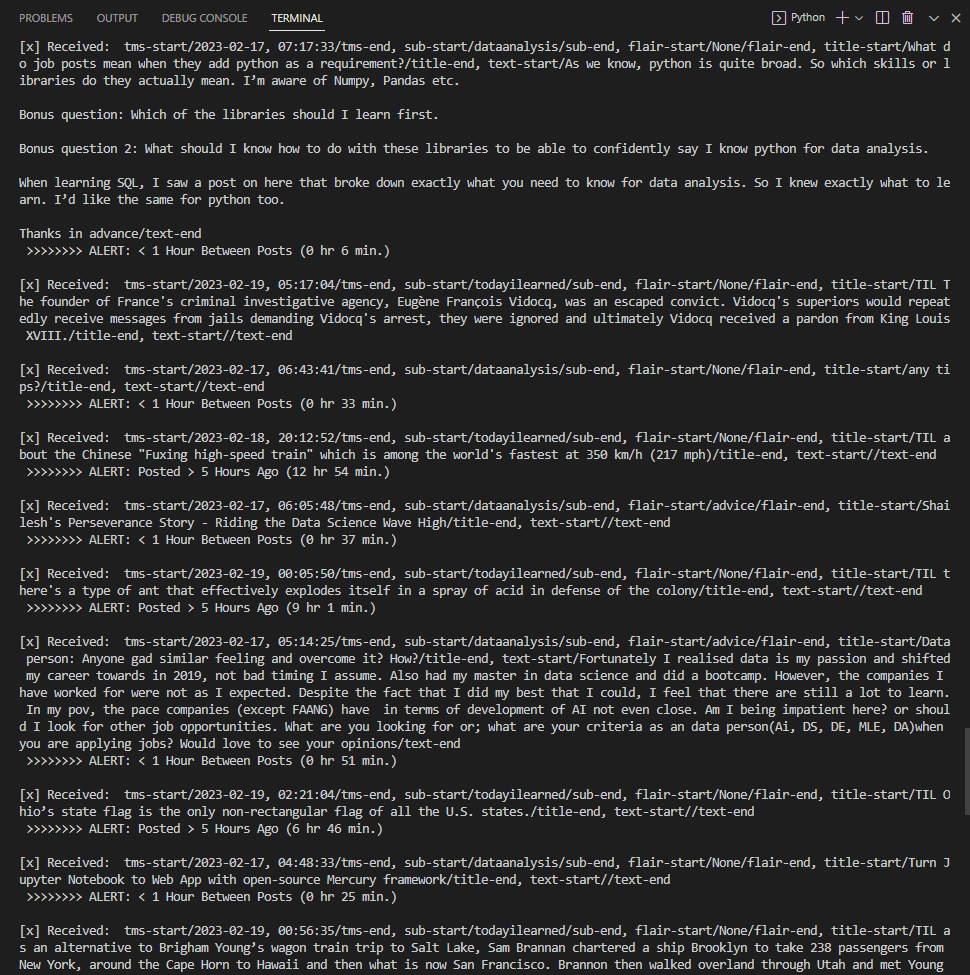 PROBLEMS OUTPUT DEBUG CONSOLE TERMINAL Python
[x] Received:  tms-start/2023-02-17, 07:17:33/tms-end, sub-start/dataanalysis/sub-end, flair-start/None/flair-end, title-start/What d
o job posts mean when they add python as a requirement?/title-end, text-start/As we know, python is quite broad. So which skills or l
ibraries do they actually mean. I’m aware of Numpy, Pandas etc.
Bonus question: Which of the libraries should I learn first.
Bonus question 2: What should I know how to do with these libraries to be able to confidently say I know python for data analysis.
When learning SQL, I saw a post on here that broke down exactly what you need to know for data analysis. So I knew exactly what to le
arn. I’d like the same for python too.
Thanks in advance/text-end
 >>>>>>>> ALERT: < 1 Hour Between Posts (0 hr 6 min.)
[x] Received:  tms-start/2023-02-19, 05:17:04/tms-end, sub-start/todayilearned/sub-end, flair-start/None/flair-end, title-start/TIL T
he founder of France's criminal investigative agency, Eugène François Vidocq, was an escaped convict. Vidocq's superiors would repeat
edly receive messages from jails demanding Vidocq's arrest, they were ignored and ultimately Vidocq received a pardon from King Louis
 XVIII./title-end, text-start//text-end
[x] Received:  tms-start/2023-02-17, 06:43:41/tms-end, sub-start/dataanalysis/sub-end, flair-start/None/flair-end, title-start/any ti
ps?/title-end, text-start//text-end
 >>>>>>>> ALERT: < 1 Hour Between Posts (0 hr 33 min.)
[x] Received:  tms-start/2023-02-18, 20:12:52/tms-end, sub-start/todayilearned/sub-end, flair-start/None/flair-end, title-start/TIL a
bout the Chinese "Fuxing high-speed train" which is among the world's fastest at 350 km/h (217 mph)/title-end, text-start//text-end
 >>>>>>>> ALERT: Posted > 5 Hours Ago (12 hr 54 min.)
[x] Received:  tms-start/2023-02-17, 06:05:48/tms-end, sub-start/dataanalysis/sub-end, flair-start/advice/flair-end, title-start/Shai
lesh's Perseverance Story - Riding the Data Science Wave High/title-end, text-start//text-end
 >>>>>>>> ALERT: < 1 Hour Between Posts (0 hr 37 min.)
[x] Received:  tms-start/2023-02-19, 00:05:50/tms-end, sub-start/todayilearned/sub-end, flair-start/None/flair-end, title-start/TIL t
here's a type of ant that effectively explodes itself in a spray of acid in defense of the colony/title-end, text-start//text-end
 >>>>>>>> ALERT: Posted > 5 Hours Ago (9 hr 1 min.)
[x] Received:  tms-start/2023-02-17, 05:14:25/tms-end, sub-start/dataanalysis/sub-end, flair-start/advice/flair-end, title-start/Data
 person: Anyone gad similar feeling and overcome it? How?/title-end, text-start/Fortunately I realised data is my passion and shifted
 my career towards in 2019, not bad timing I assume. Also had my master in data science and did a bootcamp. However, the companies I
have worked for were not as I expected. Despite the fact that I did my best that I could, I feel that there are still a lot to learn.
 In my pov, the pace companies (except FAANG) have  in terms of development of AI not even close. Am I being impatient here? or shoul
d I look for other job opportunities. What are you looking for or; what are your criteria as an data person(Ai, DS, DE, MLE, DA)when
you are applying jobs? Would love to see your opinions/text-end
 >>>>>>>> ALERT: < 1 Hour Between Posts (0 hr 51 min.)
[x] Received:  tms-start/2023-02-19, 02:21:04/tms-end, sub-start/todayilearned/sub-end, flair-start/None/flair-end, title-start/TIL O
hio’s state flag is the only non-rectangular flag of all the U.S. states./title-end, text-start//text-end
 >>>>>>>> ALERT: Posted > 5 Hours Ago (6 hr 46 min.)
[x] Received:  tms-start/2023-02-17, 04:48:33/tms-end, sub-start/dataanalysis/sub-end, flair-start/None/flair-end, title-start/Turn J
upyter Notebook to Web App with open-source Mercury framework/title-end, text-start//text-end
 >>>>>>>> ALERT: < 1 Hour Between Posts (0 hr 25 min.)
[x] Received:  tms-start/2023-02-19, 00:56:35/tms-end, sub-start/todayilearned/sub-end, flair-start/None/flair-end, title-start/TIL a
s an alternative to Brigham Young’s wagon train trip to Salt Lake, Sam Brannan chartered a ship Brooklyn to take 238 passengers from
New York, around the Cape Horn to Hawaii and then what is now San Francisco. Brannon then walked overland through Utah and met Young